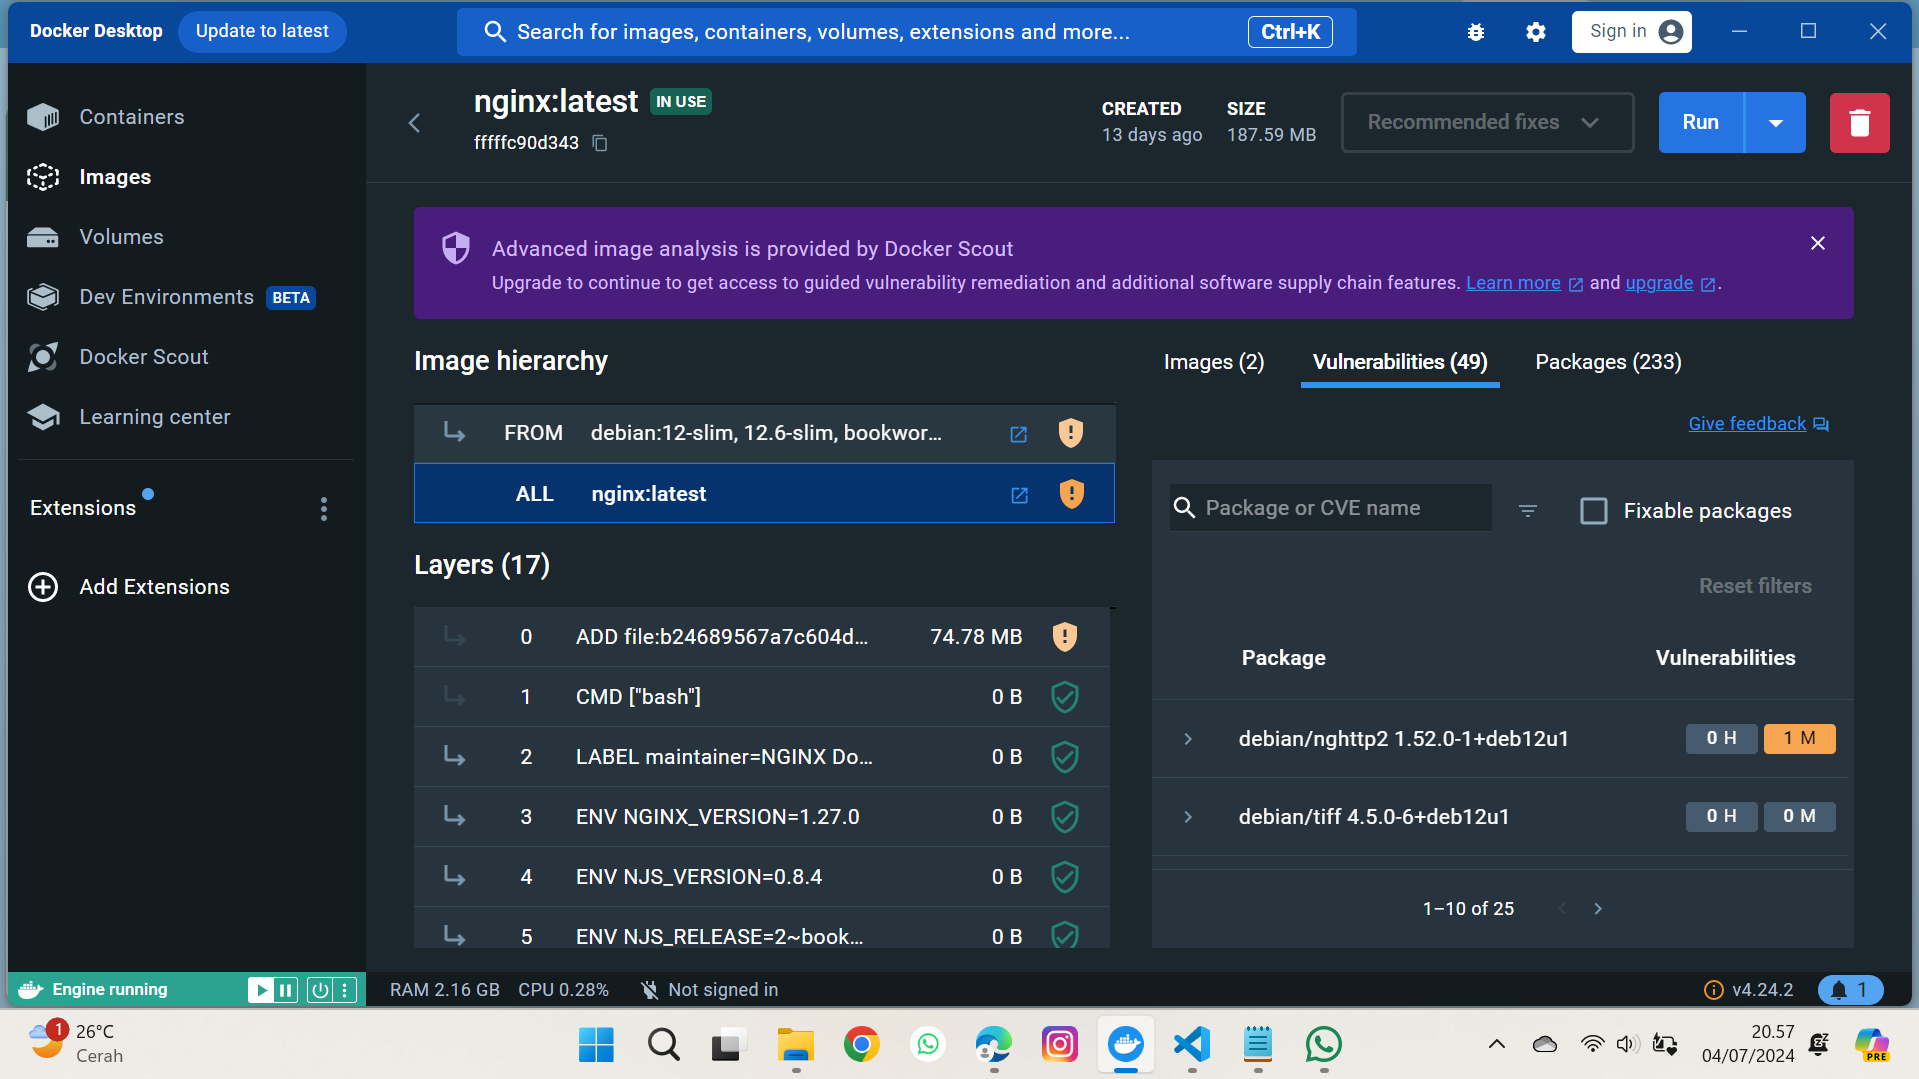 Docker Desktop
Update to latest
Search for images, containers, volumes, extensions and more...
Ctrl+K
Sign in
Containers
Images
Volumes
Dev Environments BETA
Docker Scout
Learning center
Extensions
Add Extensions
nginx:latest IN USE
fffffc90d343
CREATED
13 days ago
SIZE
187.59 MB
Recommended fixes
Run
Advanced image analysis is provided by Docker Scout
Upgrade to continue to get access to guided vulnerability remediation and additional software supply chain features. Learn more and upgrade .
Image hierarchy
FROM debian:12-slim, 12.6-slim, bookwor...
ALL nginx:latest
Layers (17)
0 ADD file:b24689567a7c604d... 74.78 MB
1 CMD ["bash"] 0 B
2 LABEL maintainer=NGINX Do... 0 B
3 ENV NGINX_VERSION=1.27.0 0 B
4 ENV NJS_VERSION=0.8.4 0 B
5 ENV NJS_RELEASE=2~book... 0 B
Images (2)
Vulnerabilities (49)
Packages (233)
Give feedback
Package or CVE name
Fixable packages
Reset filters
Package Vulnerabilities
debian/nghttp2 1.52.0-1+deb12u1 0 H 1 M
debian/tiff 4.5.0-6+deb12u1 0 H 0 M
1–10 of 25
Engine running
RAM 2.16 GB CPU 0.28% Not signed in
v4.24.2
1
1
26°C
Cerah
20.57
04/07/2024
PRE